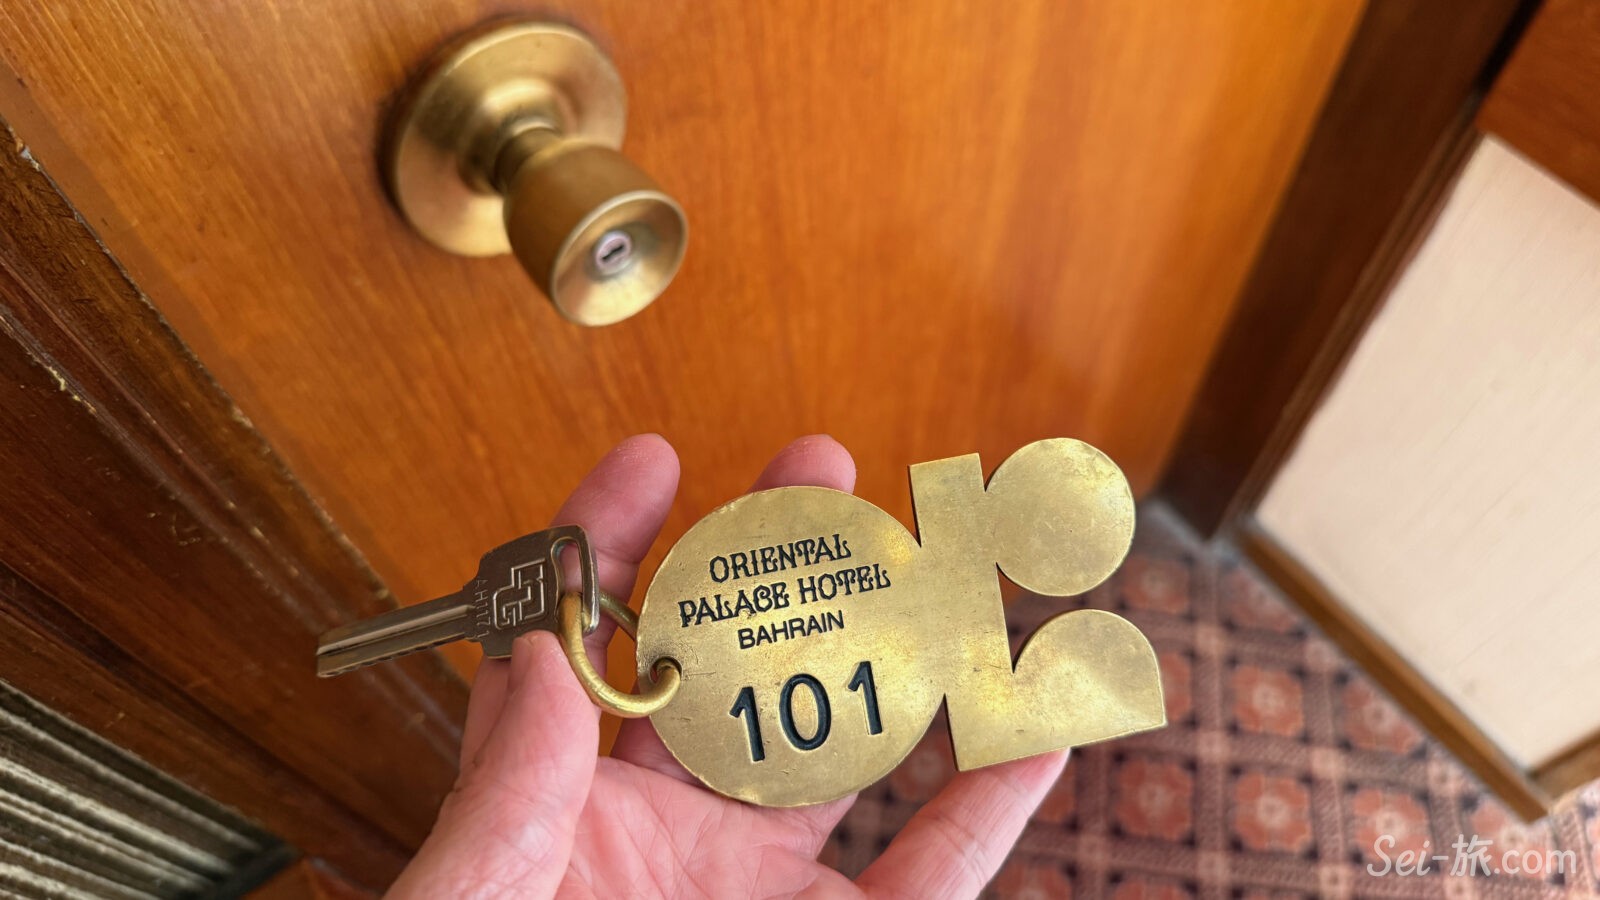 ORIENTAL
PALACE HOTEL
BAHRAIN
101
Sei-旅.com